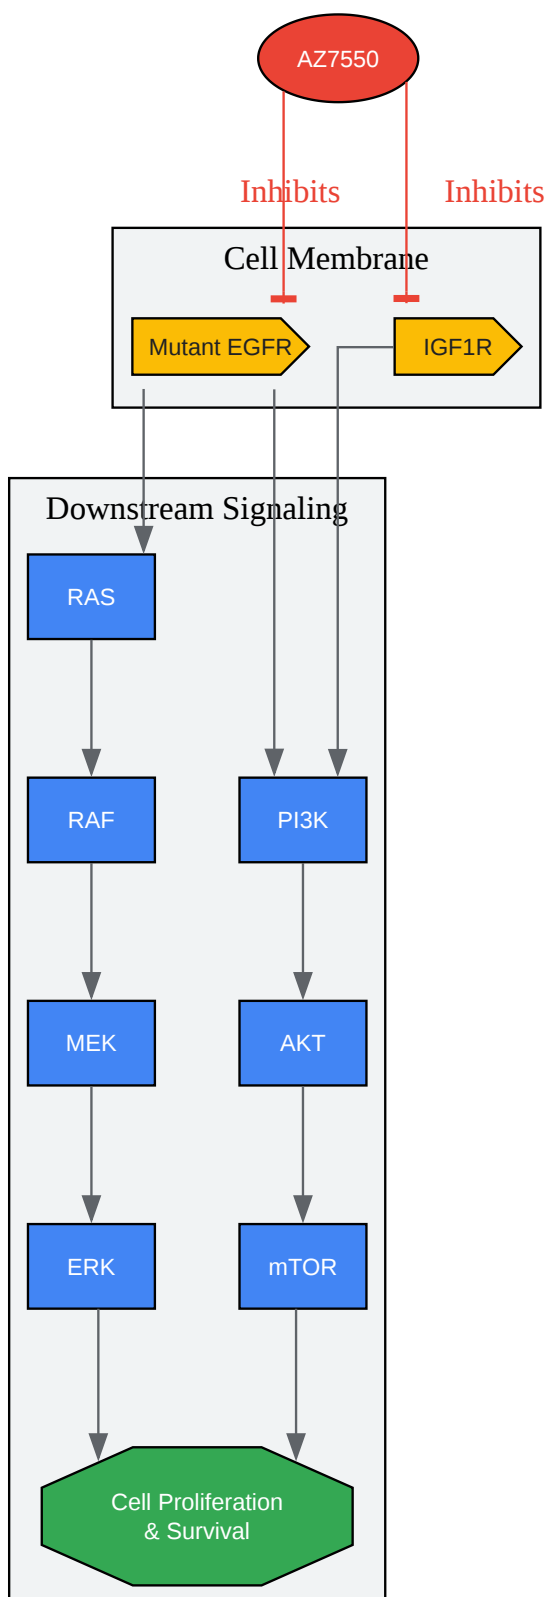 AZ7550
Inhibits
Inhibits
Cell Membrane
Mutant EGFR
IGF1R
Downstream Signaling
RAS
RAF
PI3K
MEK
AKT
ERK
mTOR
Cell Proliferation
& Survival